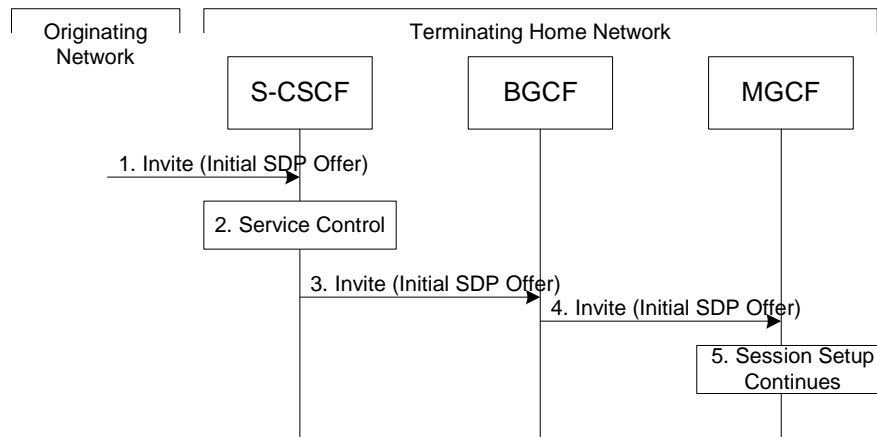 Originating
Network
Terminating Home Network
S-CSCF
BGCF
MGCF
1. Invite (Initial SDP Offer)
2. Service Control
3. Invite (Initial SDP Offer)
4. Invite (Initial SDP Offer)
5. Session Setup
Continues